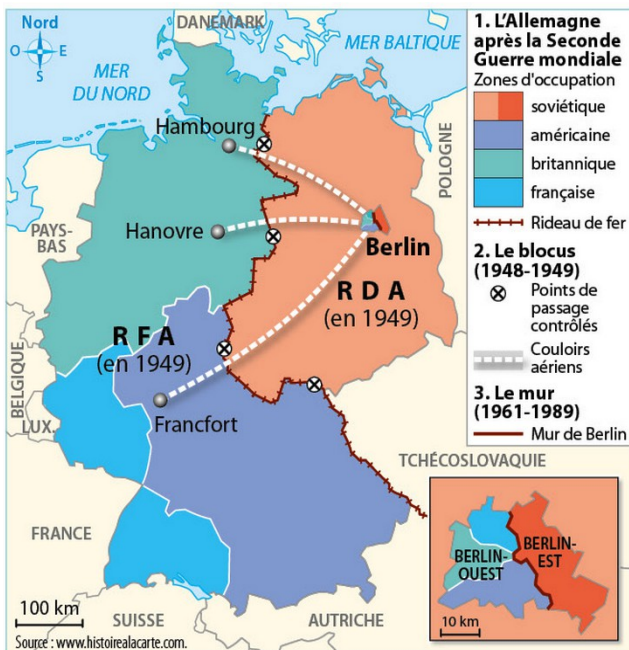 Nord
O
E
S
DANEMARK
MER BALTIQUE
MER
DU NORD
Hambourg
POLOGNE
PAYS-
BAS
Hanovre
Berlin
R D A
(en 1949)
R F A
(en 1949)
BELGIQUE
LUX.
Francfort
TCHÉCOSLOVAQUIE
FRANCE
SUISSE
AUTRICHE
100 km
Source : www.histoirealacarte.com.
1. L'Allemagne
après la Seconde
Guerre mondiale
Zones d'occupation
soviétique
américaine
britannique
française
Rideau de fer
2. Le blocus
(1948-1949)
Points de
passage
contrôlés
Couloirs
aériens
3. Le mur
(1961-1989)
Mur de Berlin
BERLIN-
OUEST
BERLIN-
EST
10 km